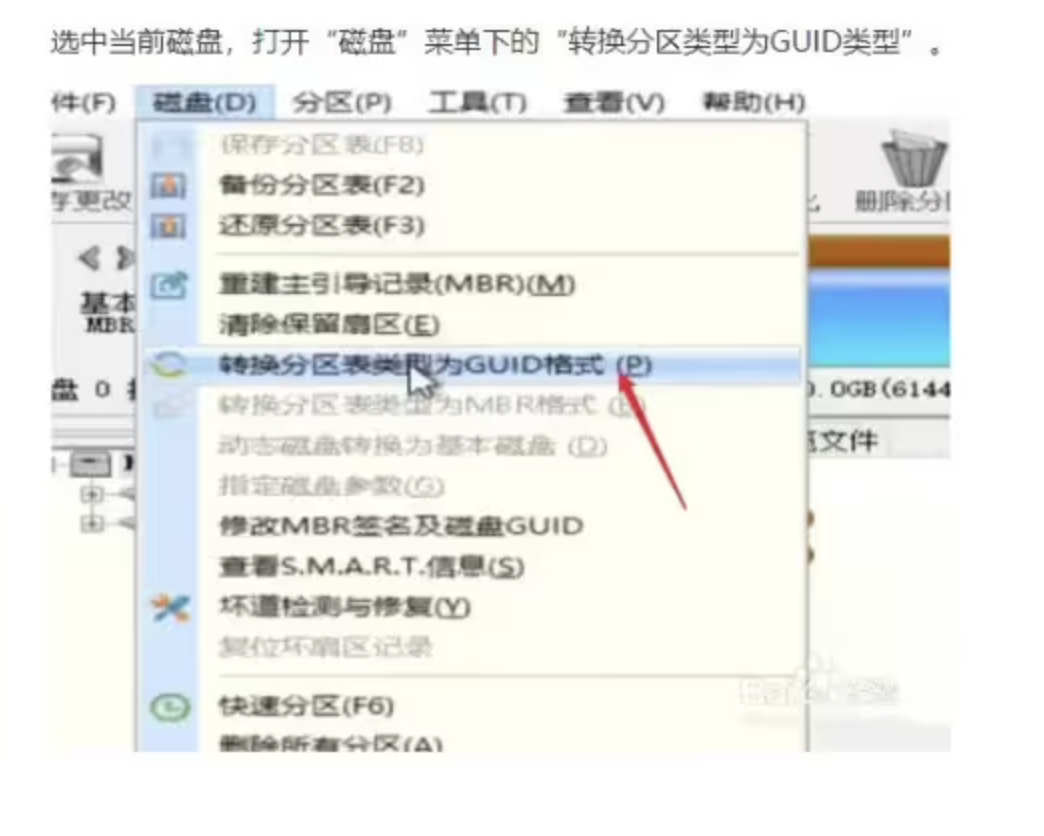 选中当前磁盘，打开“磁盘”菜单下的“转换分区类型为GUID类型”。
件(F) 磁盘(D) 分区(P) 工具(T) 查看(V) 帮助(H)
保存分区表(F8)
备份分区表(F2)
存更改
删除分
还原分区表(F3)
重建主引导记录(MBR)(M)
基本
MBR
清除保留扇区(E)
转换分区表类型为GUID格式 (P)
盘 0
0.0GB(6144
转换分区表类型为MBR格式
动态磁盘转换为基本磁盘 (D)
文件
指定磁盘参数(G)
修改MBR签名及磁盘GUID
查看S.M.A.R.T.信息(S)
坏道检测与修复(Y)
复位坏扇区记录
快速分区(F6)
删除所有分区(A)